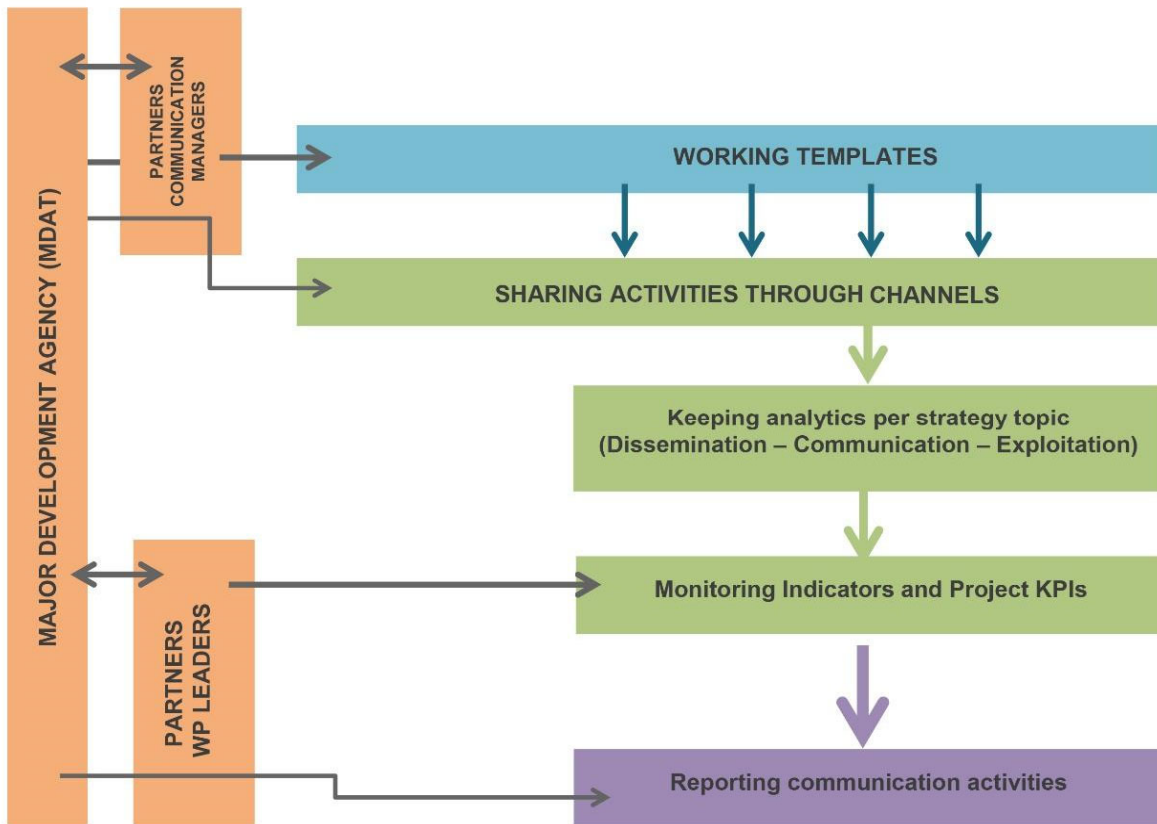 MAJOR DEVELOPMENT AGENCY (MDAT)
PARTNERS
COMMUNICATION
MANAGERS
WORKING TEMPLATES
SHARING ACTIVITIES THROUGH CHANNELS
Keeping analytics per strategy topic
(Dissemination – Communication – Exploitation)
PARTNERS
WP LEADERS
Monitoring Indicators and Project KPIs
Reporting communication activities